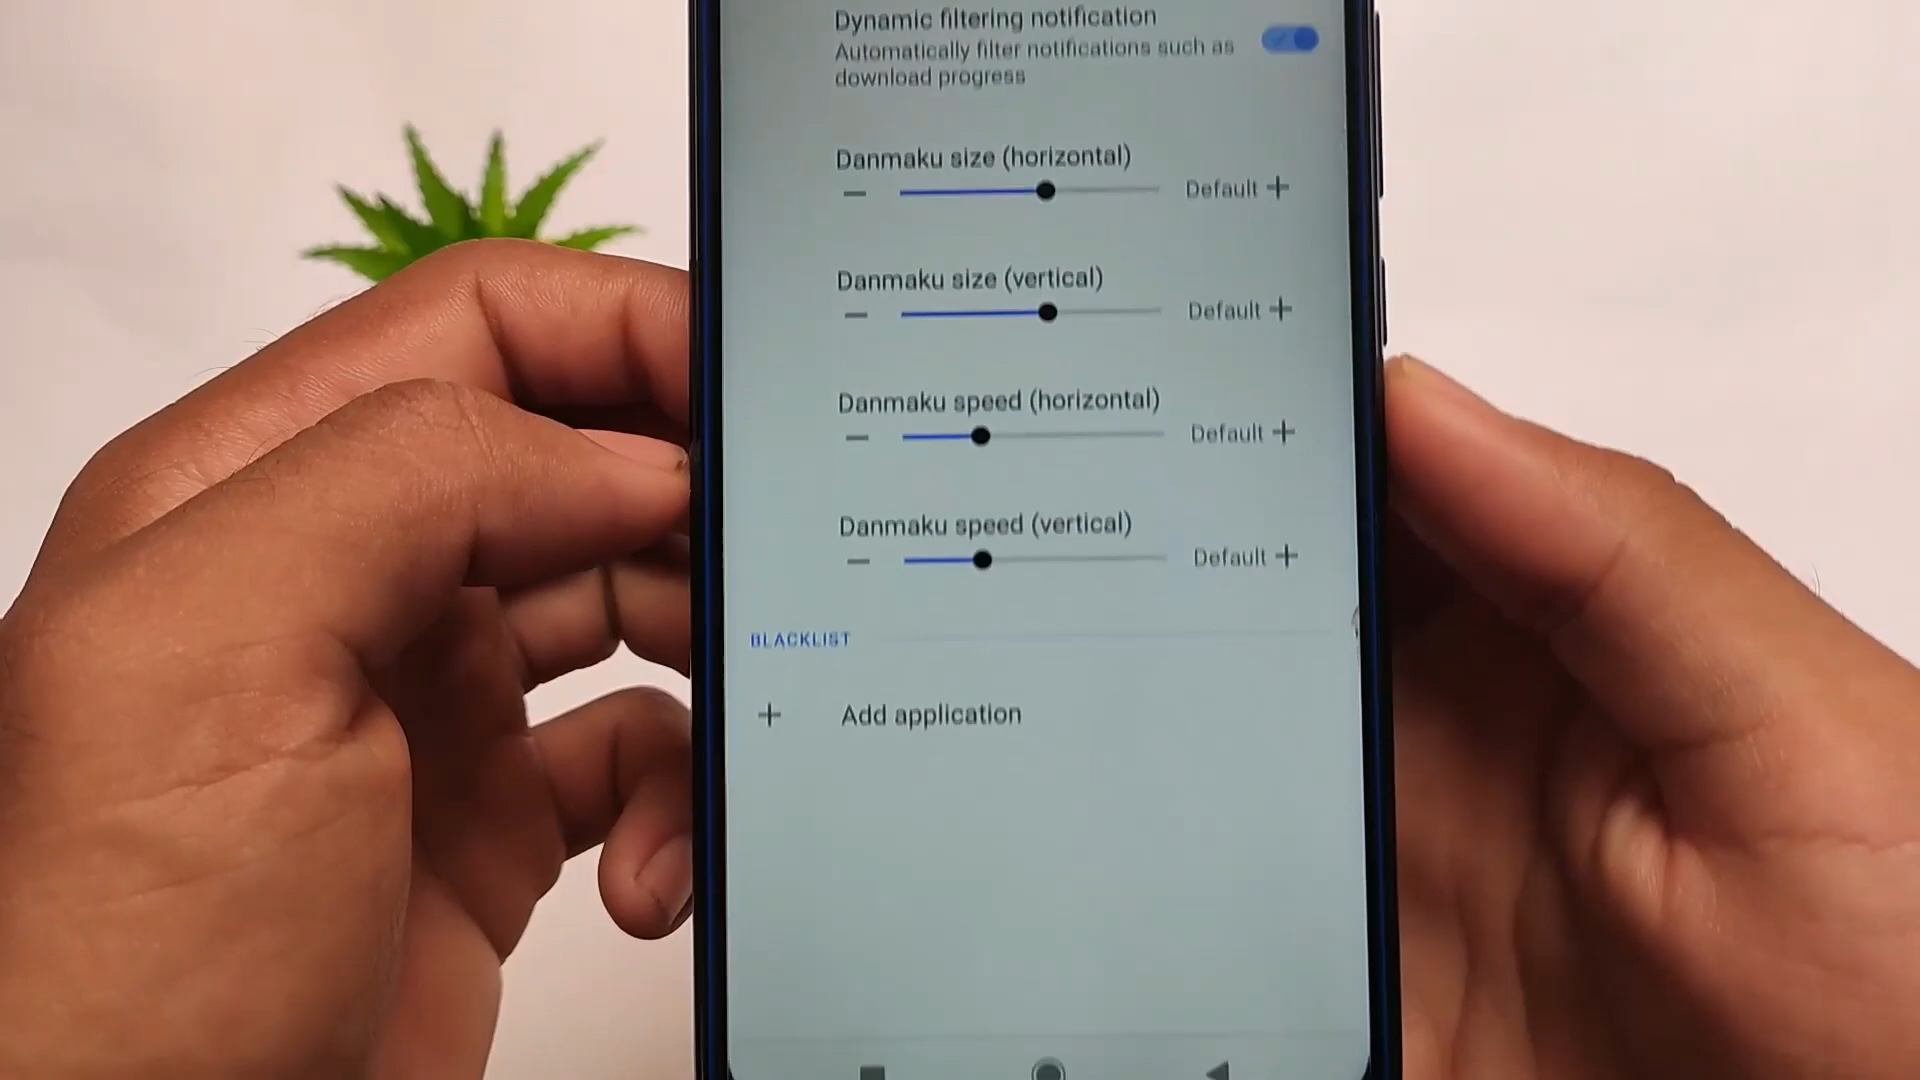 Dynamic filtering notification
Automatically filter notifications such as
download progress
Danmaku size (horizontal)
Default
Danmaku size (vertical)
Default
Danmaku speed (horizontal)
Default
Danmaku speed (vertical)
Default
BLACKLIST
Add application